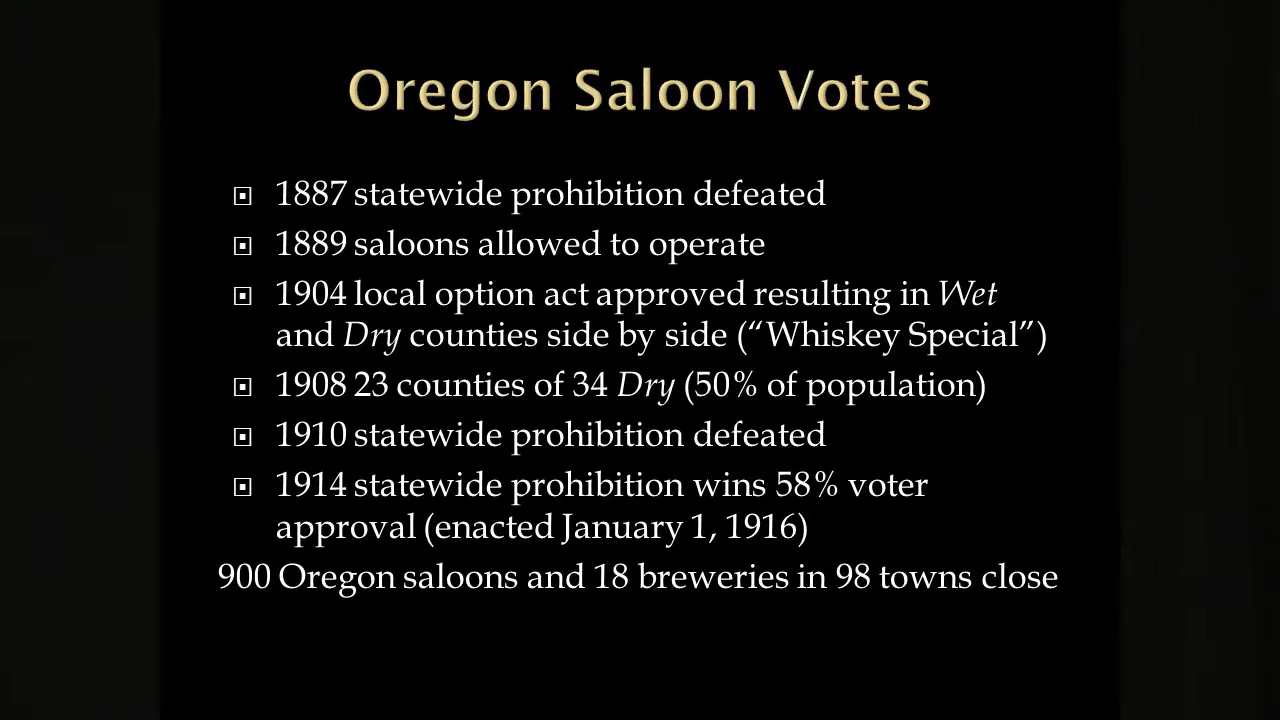 Oregon Saloon Votes
1887 statewide prohibition defeated
1889 saloons allowed to operate
1904 local option act approved resulting in Wet
and Dry counties side by side (“Whiskey Special”)
1908 23 counties of 34 Dry (50% of population)
1910 statewide prohibition defeated
1914 statewide prohibition wins 58% voter
approval (enacted January 1, 1916)
900 Oregon saloons and 18 breweries in 98 towns close